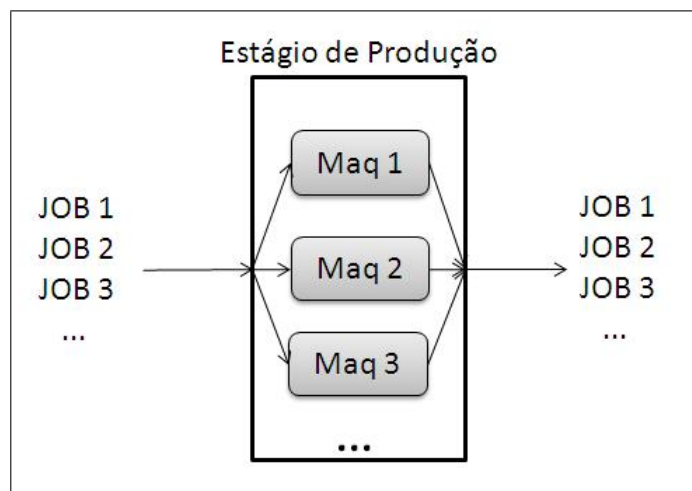 Estágio de Produção
JOB 1
JOB 2
JOB 3
...
Maq 1
Maq 2
Maq 3
...
JOB 1
JOB 2
JOB 3
...